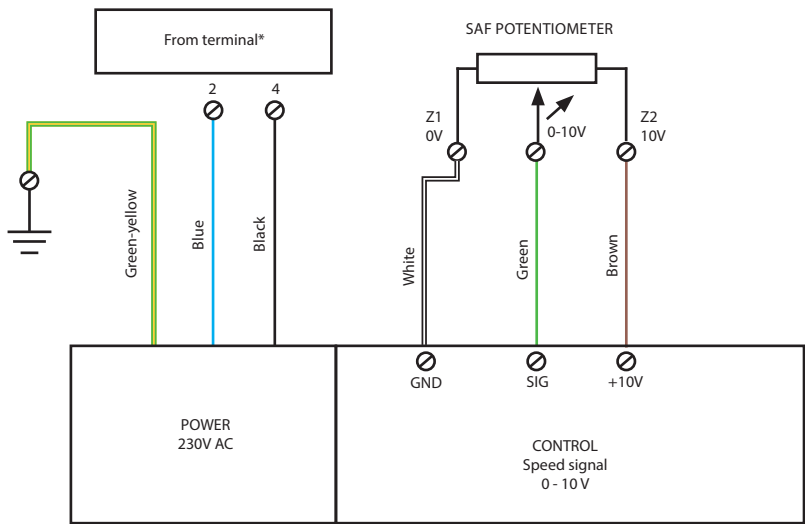 From terminal*
SAF POTENTIOMETER
2
4
Z1
0V
0-10V
Z2
10V
Green-yellow
Blue
Black
White
Green
Brown
GND
SIG
+10V
POWER
230V AC
CONTROL
Speed signal
0 - 10 V